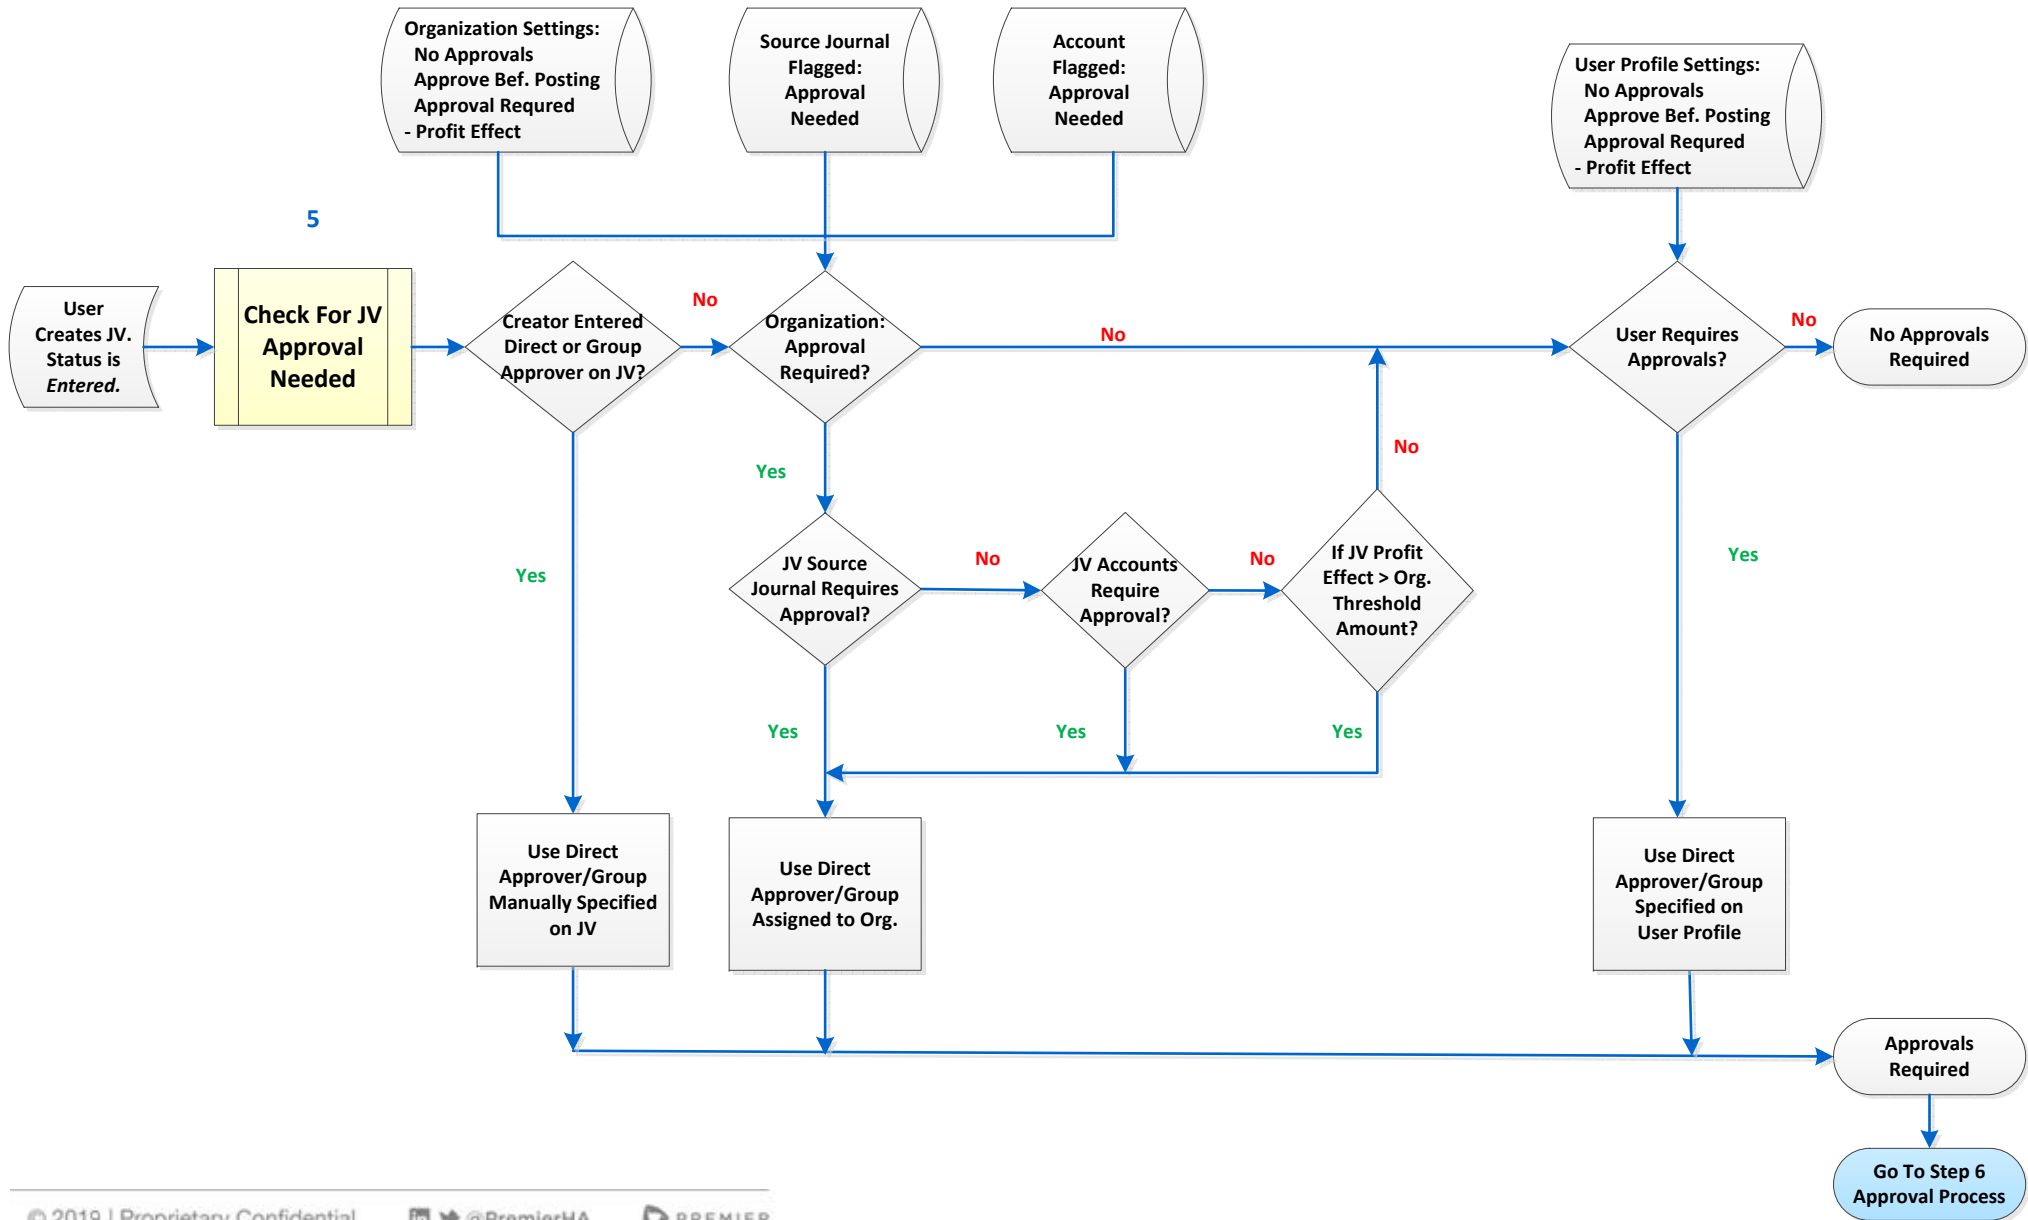 Organization Settings:
No Approvals
Approve Bef. Posting
Approval Requred
- Profit Effect
Source Journal
Flagged:
Approval
Needed
Account
Flagged:
Approval
Needed
User Profile Settings:
No Approvals
Approve Bef. Posting
Approval Requred
- Profit Effect
5
User
Creates JV.
Status is
Entered.
Check For JV
Approval
Needed
Creator Entered
Direct or Group
Approver on JV?
No
Organization:
Approval
Required?
No
User Requires
Approvals?
No
No Approvals
Required
Yes
No
Yes
JV Source
Journal Requires
Approval?
No
JV Accounts
Require
Approval?
No
If JV Profit
Effect > Org.
Threshold
Amount?
Yes
Yes
Yes
Yes
Use Direct
Approver/Group
Manually Specified
on JV
Use Direct
Approver/Group
Assigned to Org.
Use Direct
Approver/Group
Specified on
User Profile
Approvals
Required
Go To Step 6
Approval Process
© 2019 | Proprietary Confidential
@PremierHA
PREMIER